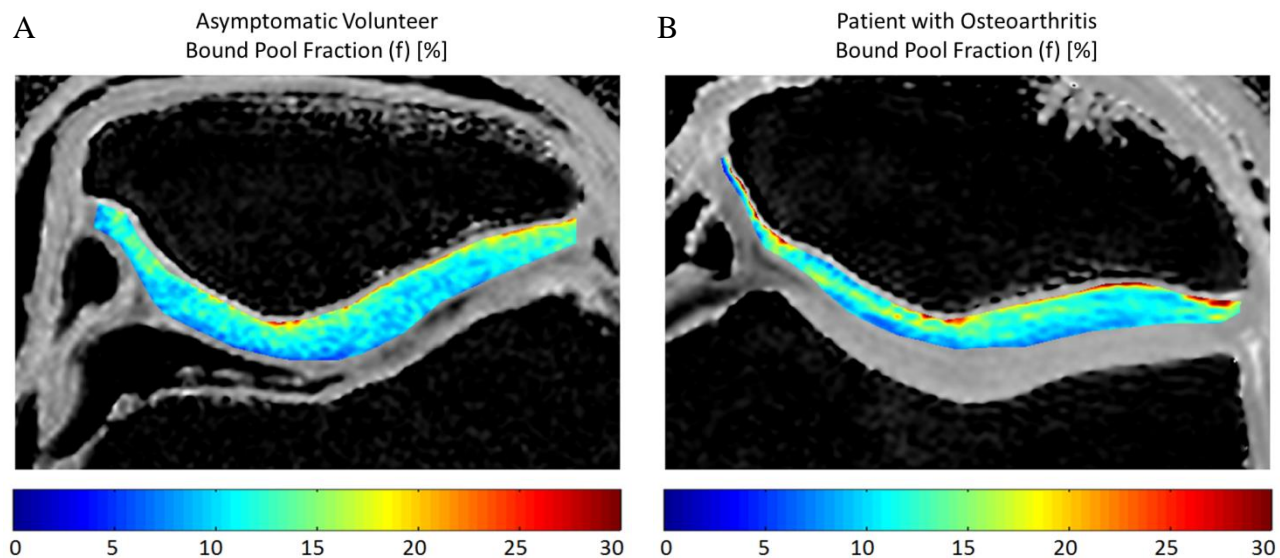 A
Asymptomatic Volunteer
Bound Pool Fraction (f) [%]
B
Patient with Osteoarthritis
Bound Pool Fraction (f) [%]
0 5 10 15 20 25 30
0 5 10 15 20 25 30